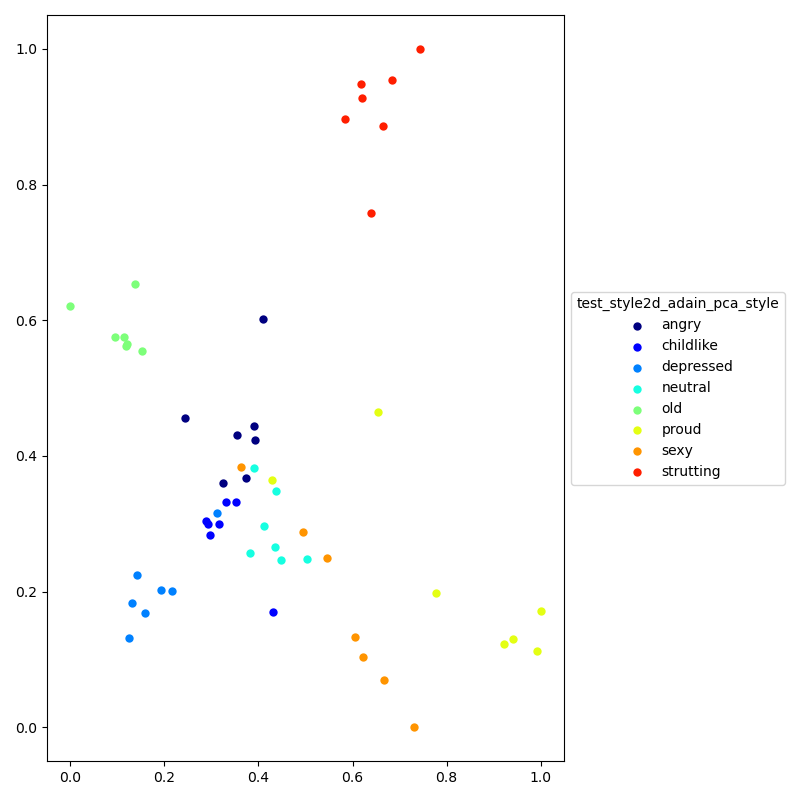 1.0
0.8
0.6
0.4
0.2
0.0
0.0 0.2 0.4 0.6 0.8 1.0
test_style2d_adain_pca_style
angry
childlike
depressed
neutral
old
proud
sexy
strutting